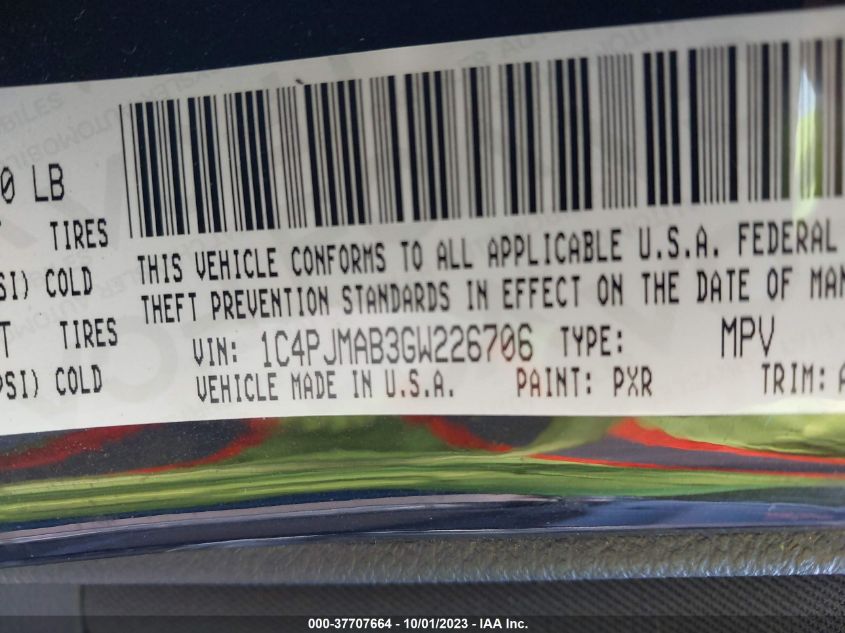 0 LB
TIRES
SI) COLD
T TIRES
PSI) COLD
THIS VEHICLE CONFORMS TO ALL APPLICABLE U.S.A. FEDERAL
THEFT PREVENTION STANDARDS IN EFFECT ON THE DATE OF MAN
VIN: 1C4PJMAB3GW226706 TYPE: MPV
VEHICLE MADE IN U.S.A. PAINT: PXR TRIM: A
000-37707664 - 10/01/2023 - IAA Inc.